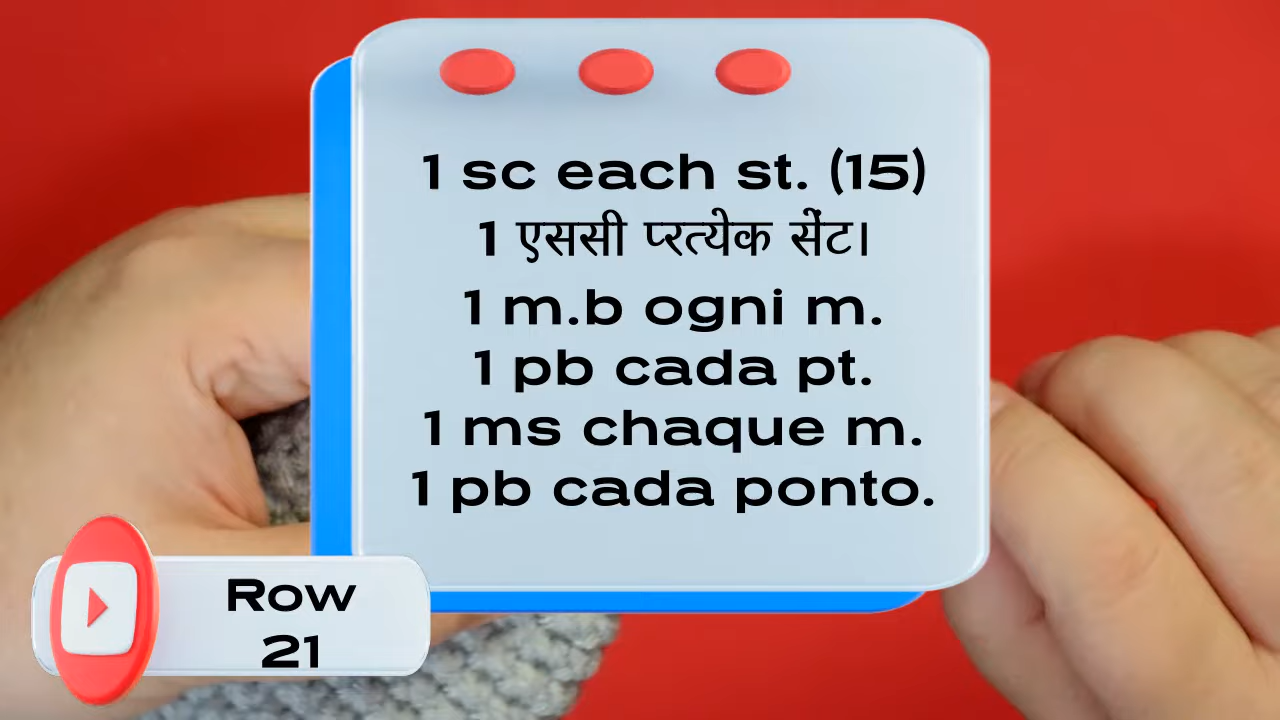 1 sc each st. (15)
1 एससी प्रत्येक सेंट।
1 m.b ogni m.
1 pb cada pt.
1 ms chaque m.
1 pb cada ponto.
Row
21